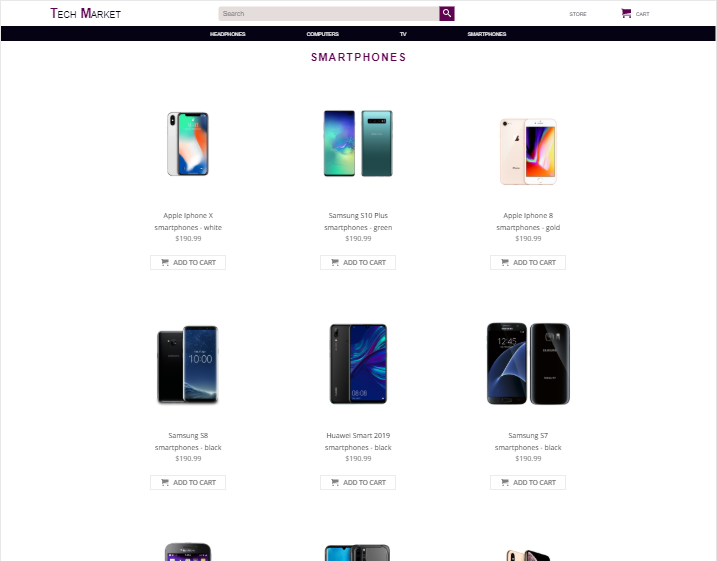 TECH MARKET
Search
STORE
CART
HEADPHONES COMPUTERS TV SMARTPHONES
SMARTPHONES
Apple Iphone X
smartphones - white
$190.99
ADD TO CART
Samsung S10 Plus
smartphones - green
$190.99
ADD TO CART
Apple Iphone 8
smartphones - gold
$190.99
ADD TO CART
10:00
Samsung S8
smartphones - black
$190.99
ADD TO CART
08:08
Huawei Smart 2019
smartphones - black
$190.99
ADD TO CART
12:45
Samsung S7
smartphones - black
$190.99
ADD TO CART